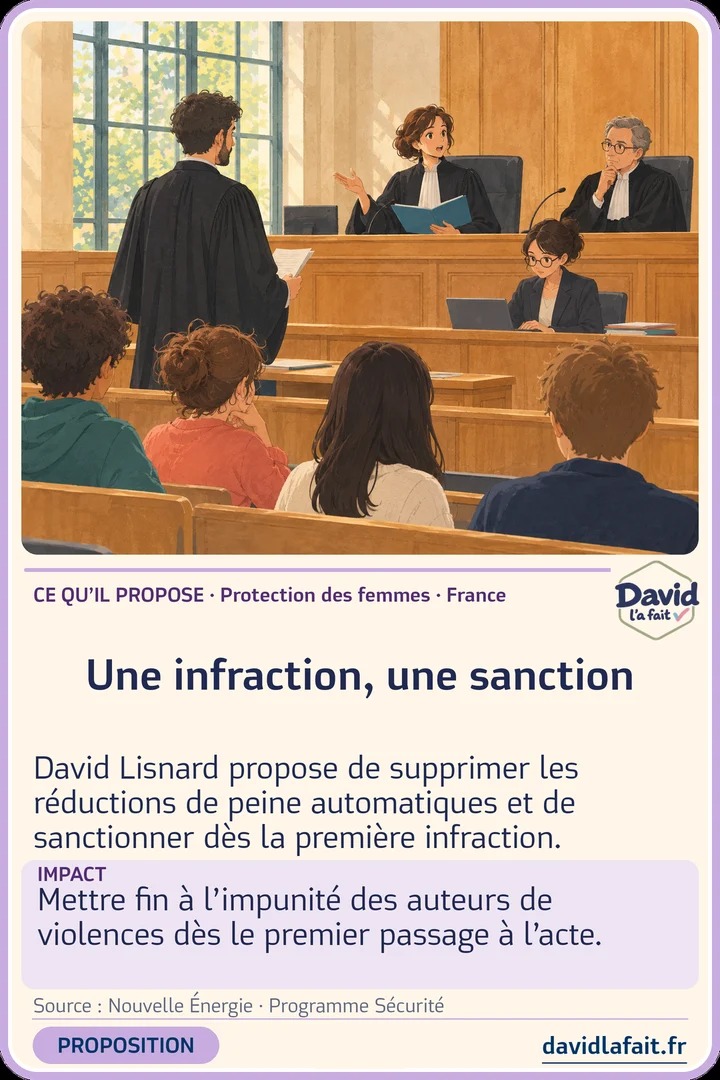 CE QU'IL PROPOSE · Protection des femmes · France
David
l'a fait
Une infraction, une sanction
David Lisnard propose de supprimer les
réductions de peine automatiques et de
sanctionner dès la première infraction.
IMPACT
Mettre fin à l'impunité des auteurs de
violences dès le premier passage à l'acte.
Source : Nouvelle Énergie · Programme Sécurité
PROPOSITION
davidlafait.fr